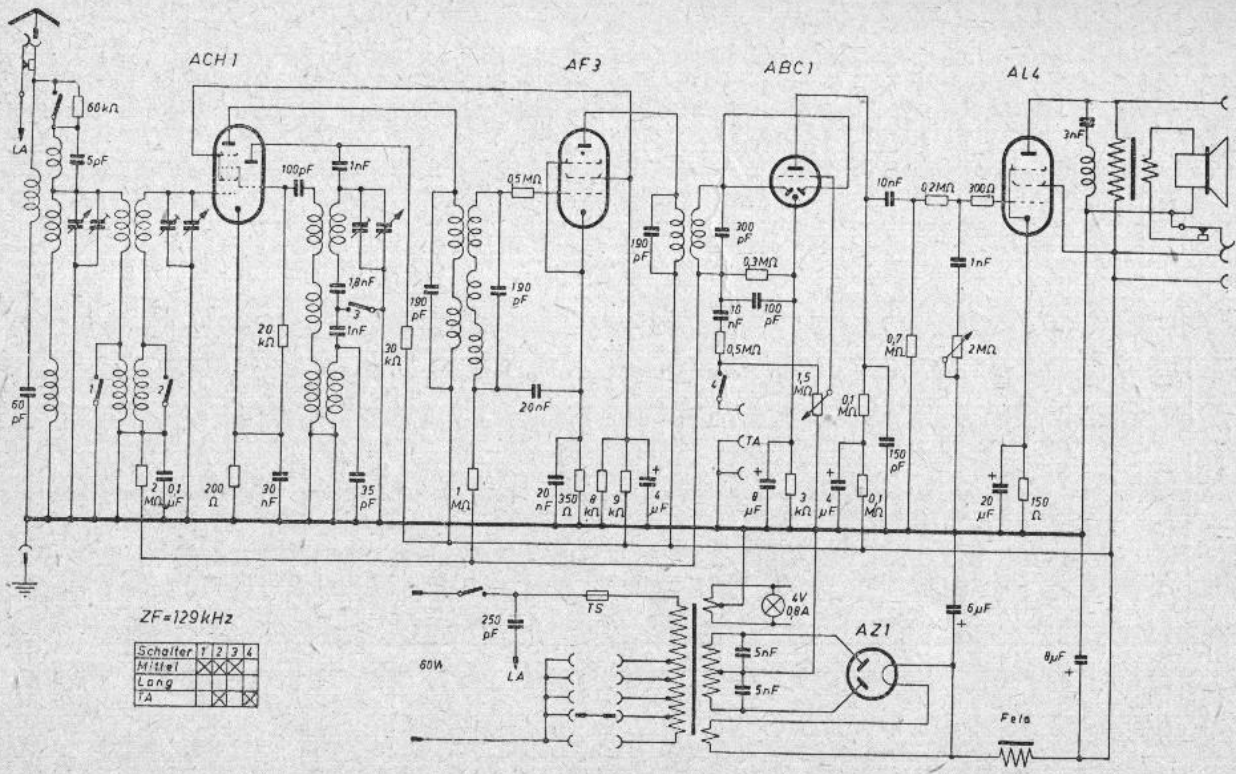 ACH1
AF3
ABC1
AL4
LA
60kΩ
5pF
60
pF
1
2
2
MΩ
0,1
µF
200
Ω
20
kΩ
30
nF
100pF
1nF
1,8nF
3
1nF
35
pF
30
kΩ
190
pF
190
pF
0,5MΩ
20nF
1
MΩ
20
nF
350
Ω
8
kΩ
9
kΩ
4
µF
+
190
pF
300
pF
0,3MΩ
10
nF
100
pF
0,5MΩ
4
1,5
MΩ
TA
+
8
µF
3
kΩ
+
4
µF
0,1
MΩ
0,1
MΩ
150
pF
10nF
0,2MΩ
300Ω
1nF
0,7
MΩ
2MΩ
3nF
+
20
µF
150
Ω
ZF=129kHz
Schalter 1 2 3 4
Mittel
Lang
TA
60W
250
pF
LA
TS
4V
0,8A
5nF
5nF
AZ1
6µF
+
8µF
+